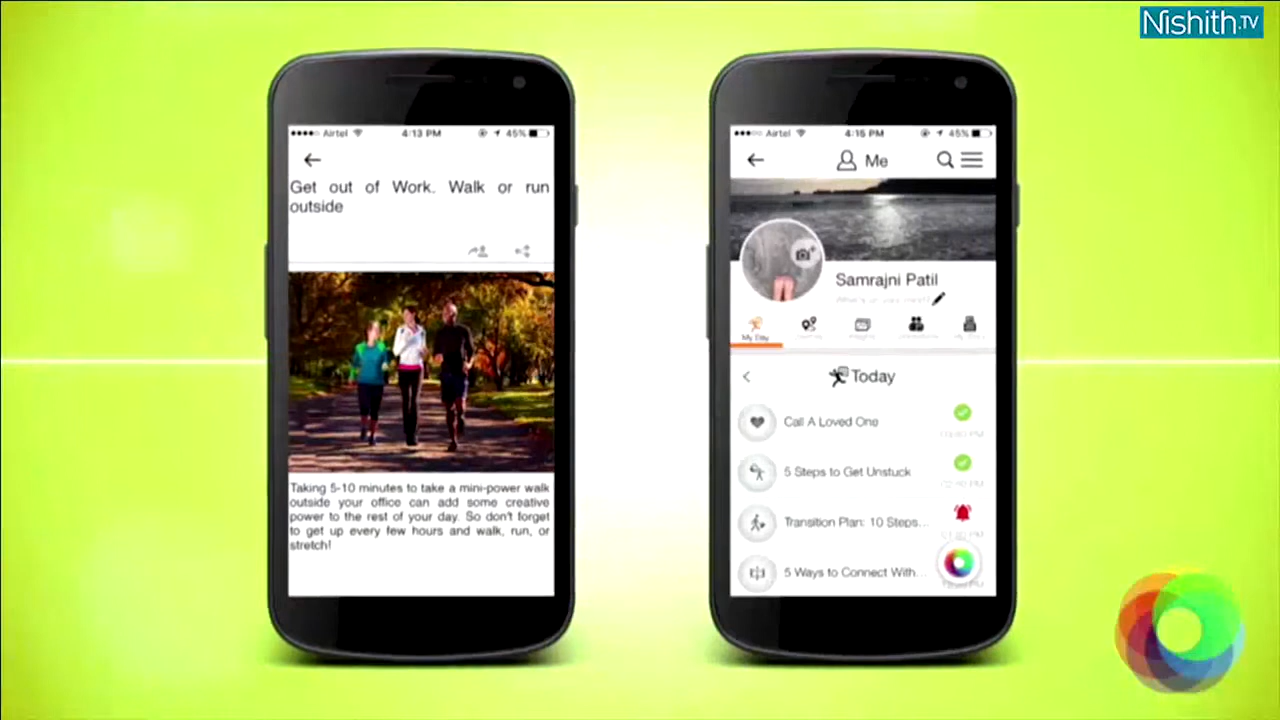 Nishith.TV
Airtel 4:13 PM 45%
Get out of Work. Walk or run
outside
Taking 5-10 minutes to take a mini-power walk
outside your office can add some creative
power to the rest of your day. So don't forget
to get up every few hours and walk, run, or
stretch!
Airtel 4:15 PM 45%
Me
Samrajni Patil
My Day
Today
Call A Loved One
5 Steps to Get Unstuck
Transition Plan: 10 Steps...
5 Ways to Connect With...